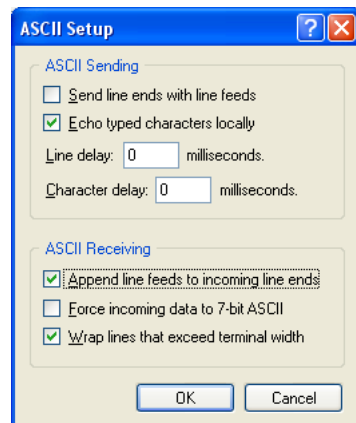 ASCII Setup
ASCII Sending
Send line ends with line feeds
Echo typed characters locally
Line delay: 0 milliseconds.
Character delay: 0 milliseconds.
ASCII Receiving
Append line feeds to incoming line ends
Force incoming data to 7-bit ASCII
Wrap lines that exceed terminal width
OK Cancel